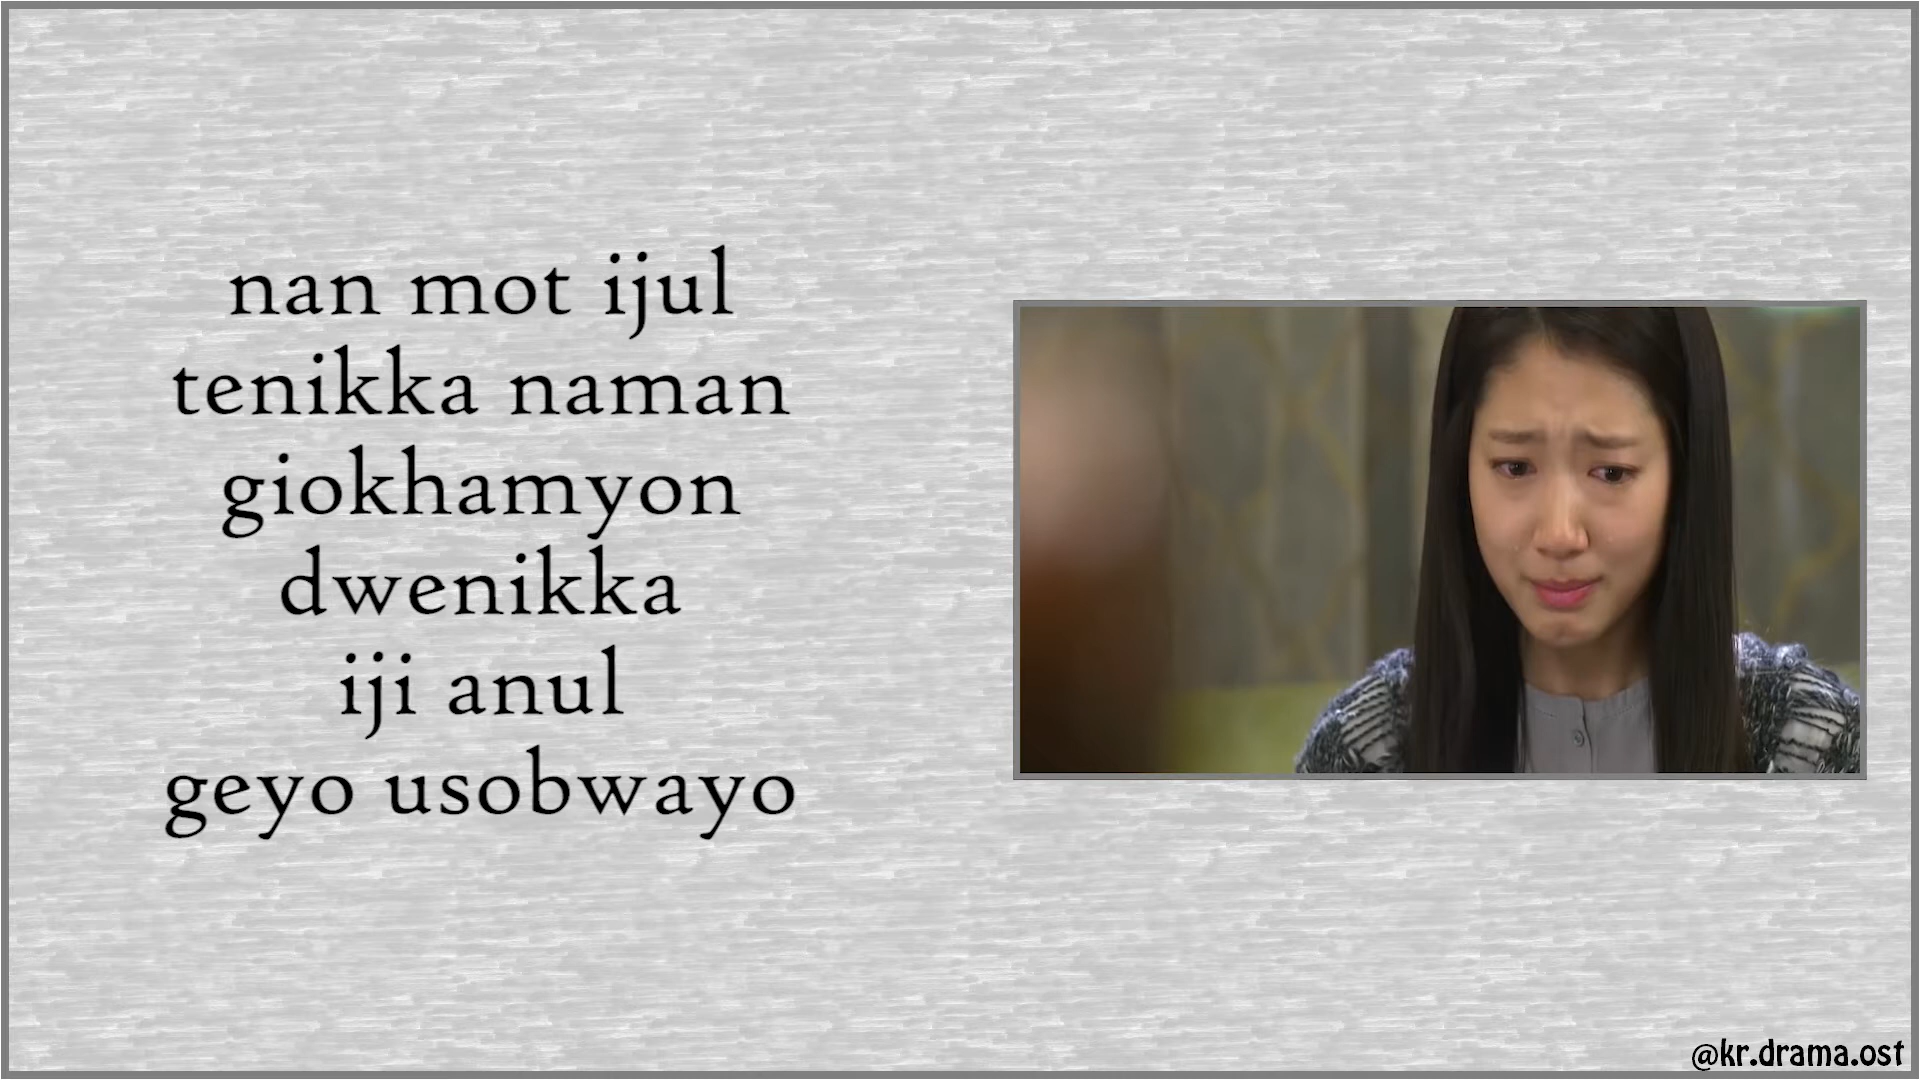 nan mot ijul
tenikka naman
giokhamyon
dwenikka
iji anul
geyo usobwayo
@kr.drama.ost